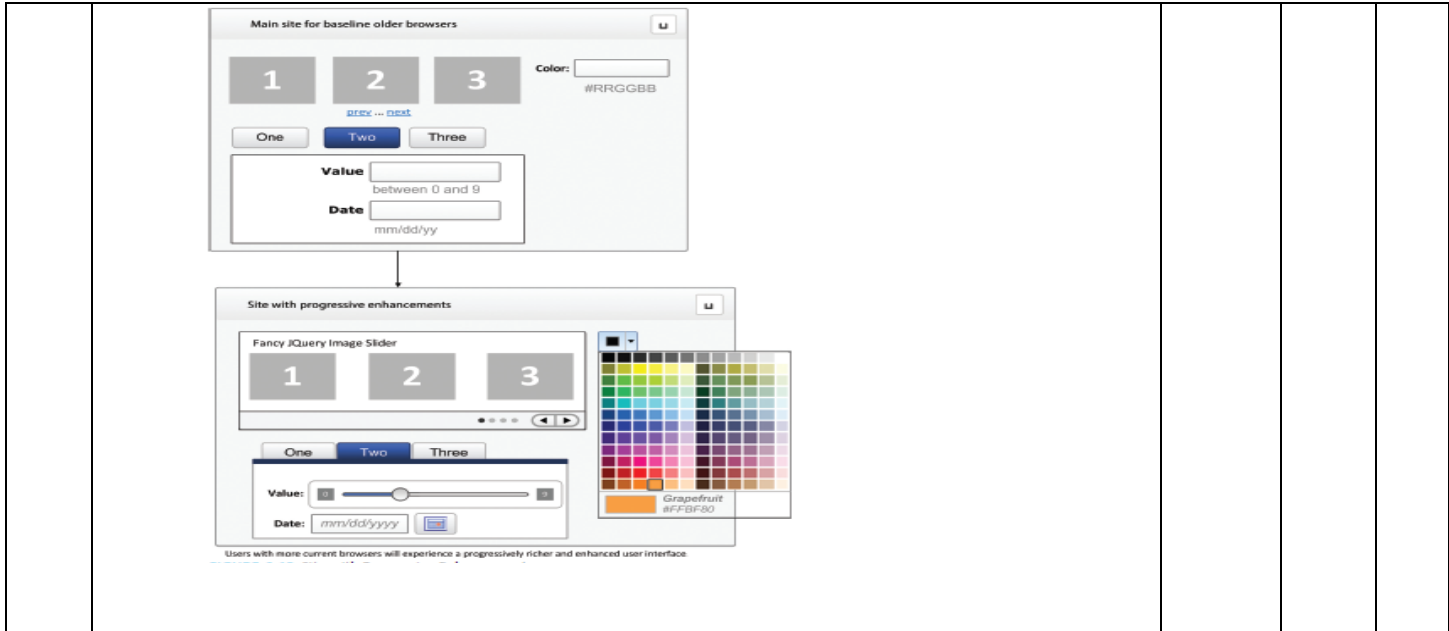 Main site for baseline older browsers
1 2 3
Color:
#RRGGBB
prev ... next
One Two Three
Value
between 0 and 9
Date
mm/dd/yy
Site with progressive enhancements
Fancy JQuery Image Slider
1 2 3
One Two Three
Value: 0 9
Date: mm/dd/yyyy
Grapefruit
#FFBF80
Users with more current browsers will experience a progressively richer and enhanced user interface